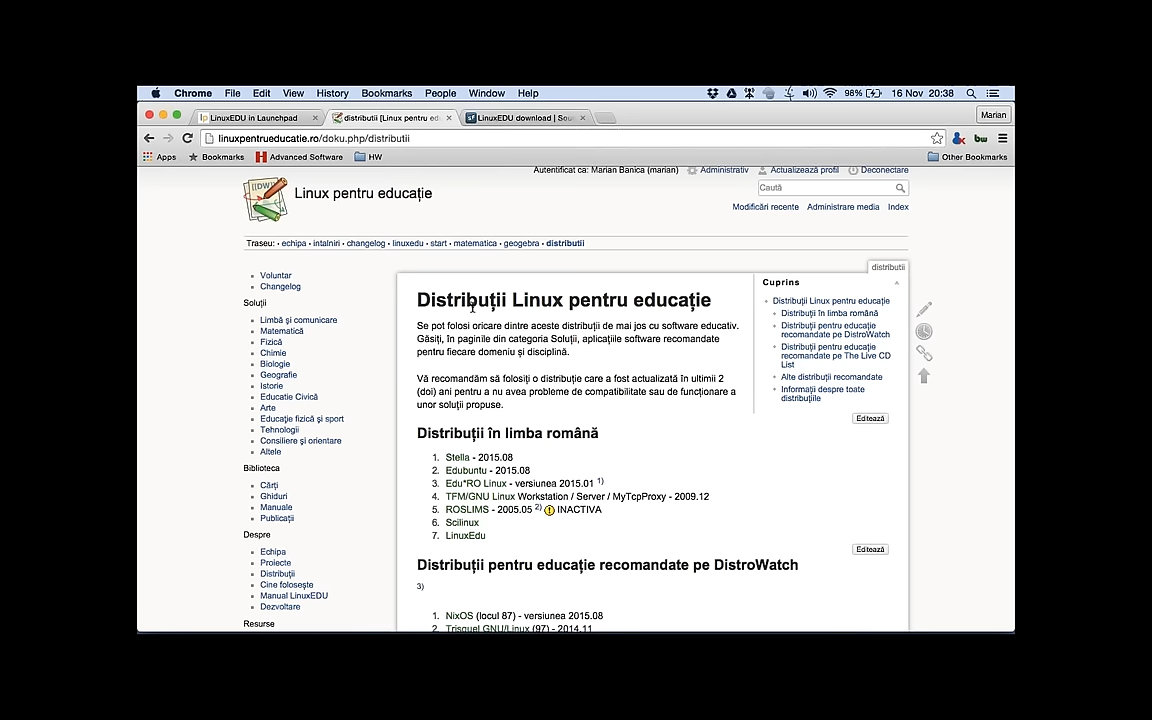 Chrome File Edit View History Bookmarks People Window Help 98% 16 Nov 20:38
LinuxEDU in Launchpad × distributii [Linux pentru ed × LinuxEDU download | Sou × Marian
linuxpentrueducatie.ro/doku.php/distributii
Apps Bookmarks Advanced Software HW Other Bookmarks
Autentificat ca: Marian Banica (marian) Administrativ Actualizează profil Deconectare
Linux pentru educație
Caută
Modificări recente Administrare media Index
Traseu: • echipa • intalniri • changelog • linuxedu • start • matematica • geogebra • distributii
distributii
Voluntar
Changelog
Soluții
Limbă și comunicare
Matematică
Fizică
Chimie
Biologie
Geografie
Istorie
Educatie Civică
Arte
Educație fizică și sport
Tehnologii
Consiliere și orientare
Altele
Biblioteca
Cărți
Ghiduri
Manuale
Publicații
Despre
Echipa
Proiecte
Distribuții
Cine folosește
Manual LinuxEDU
Dezvoltare
Resurse
Distribuții Linux pentru educație
Se pot folosi oricare dintre aceste distribuții de mai jos cu software educativ.
Găsiți, în paginile din categoria Soluții, aplicațiile software recomandate
pentru fiecare domeniu și disciplină.
Vă recomandăm să folosiți o distribuție care a fost actualizată în ultimii 2
(doi) ani pentru a nu avea probleme de compatibilitate sau de funcționare a
unor soluții propuse.
Cuprins
Distribuții Linux pentru educație
Distribuții în limba română
Distribuții pentru educație
recomandate pe DistroWatch
Distribuții pentru educație
recomandate pe The Live CD
List
Alte distribuții recomandate
Informații despre toate
distribuțiile
Editează
Distribuții în limba română
1. Stella - 2015.08
2. Edubuntu - 2015.08
3. Edu*RO Linux - versiunea 2015.01 1)
4. TFM/GNU Linux Workstation / Server / MyTcpProxy - 2009.12
5. ROSLIMS - 2005.05 2) INACTIVA
6. Scilinux
7. LinuxEdu
Editează
Distribuții pentru educație recomandate pe DistroWatch
3)
1. NixOS (locul 87) - versiunea 2015.08
2. Trisquel GNU/Linux (97) - 2014.11